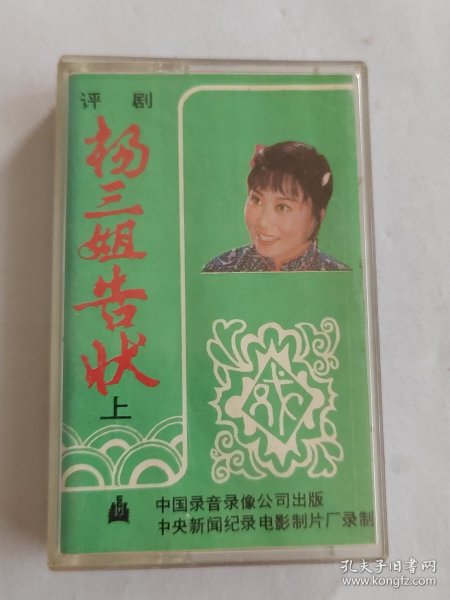 评剧
杨三姐告状
上
中国录音录像公司出版
中央新闻纪录电影制片厂录制
孔夫子旧书网
www.kongfz.com